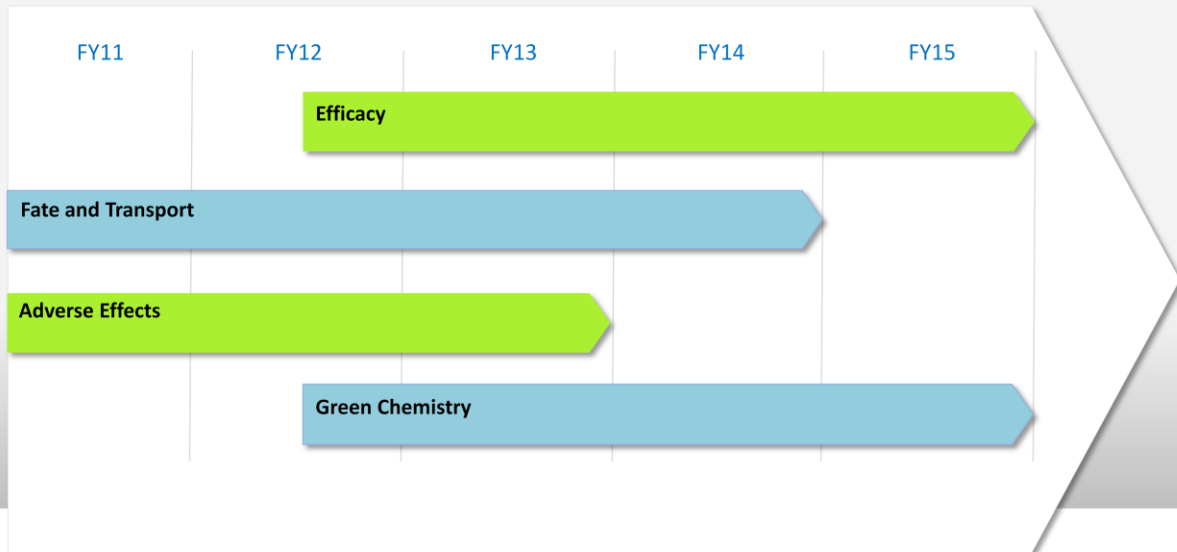 FY11 FY12 FY13 FY14 FY15
Efficacy
Fate and Transport
Adverse Effects
Green Chemistry